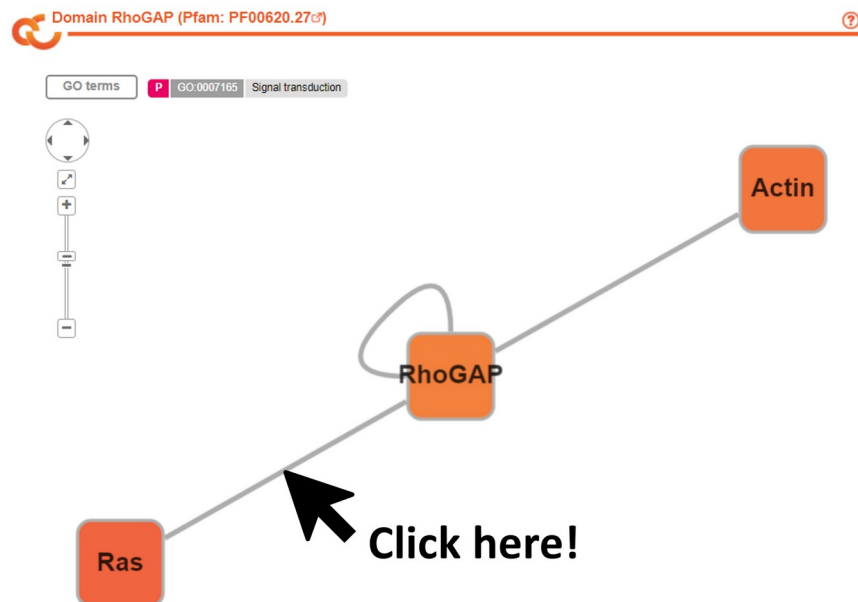 Domain RhoGAP (Pfam: PF00620.27)
?
GO terms P GO:0007165 Signal transduction
Actin
RhoGAP
Click here!
Ras